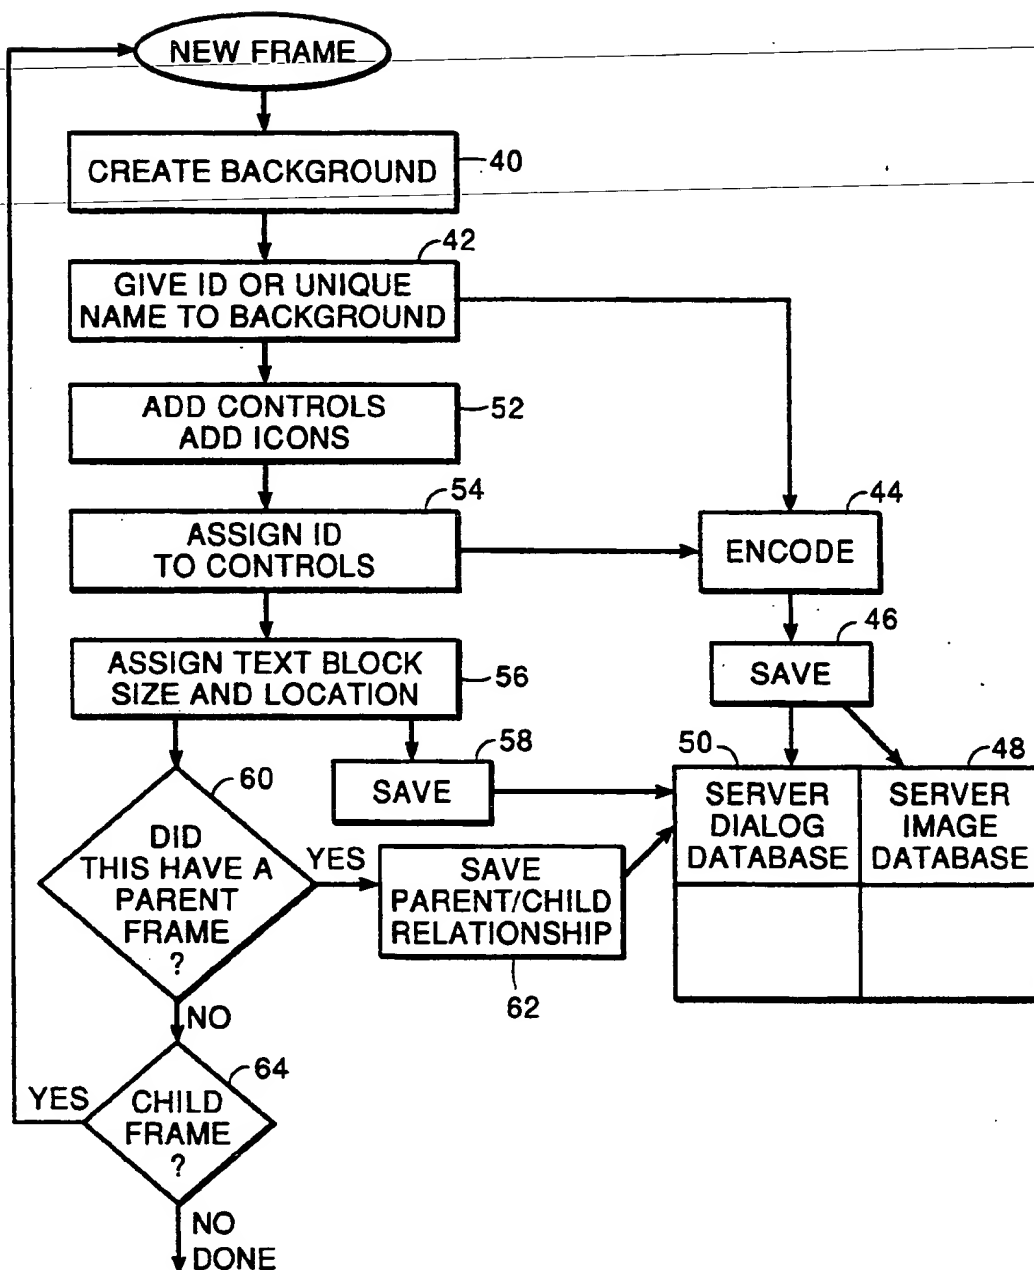 NEW FRAME
CREATE BACKGROUND
40
42
GIVE ID OR UNIQUE
NAME TO BACKGROUND
ADD CONTROLS
ADD ICONS
52
54
ASSIGN ID
TO CONTROLS
44
ENCODE
46
SAVE
ASSIGN TEXT BLOCK
SIZE AND LOCATION
56
58
SAVE
50
SERVER
DIALOG
DATABASE
48
SERVER
IMAGE
DATABASE
60
DID
THIS HAVE A
PARENT
FRAME
?
YES
SAVE
PARENT/CHILD
RELATIONSHIP
62
NO
64
CHILD
FRAME
?
YES
NO
DONE